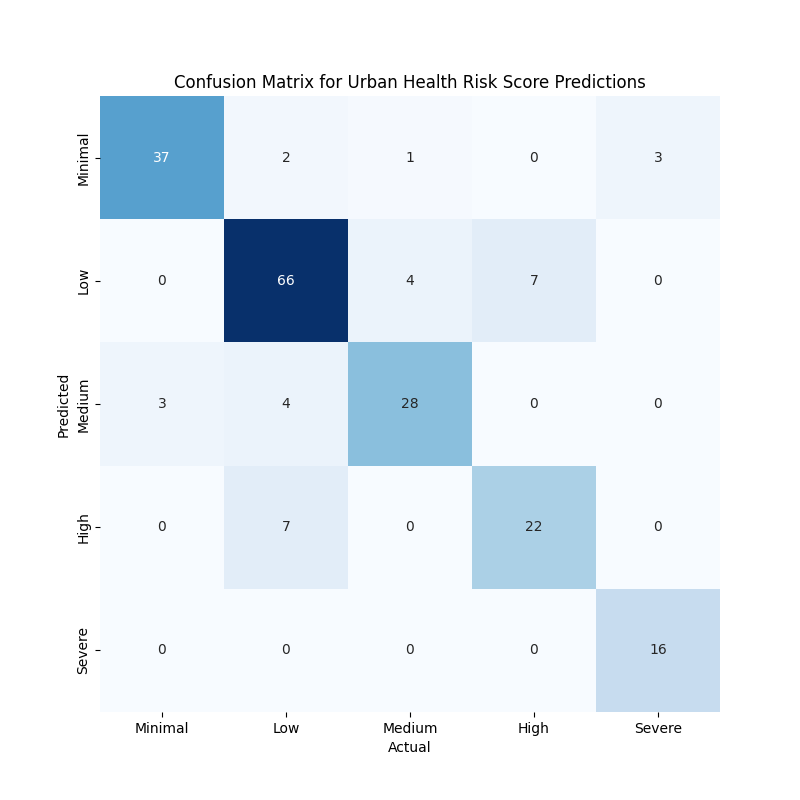 Confusion Matrix for Urban Health Risk Score Predictions
Predicted
Minimal 37 2 1 0 3
Low 0 66 4 7 0
Medium 3 4 28 0 0
High 0 7 0 22 0
Severe 0 0 0 0 16
Minimal Low Medium High Severe
Actual